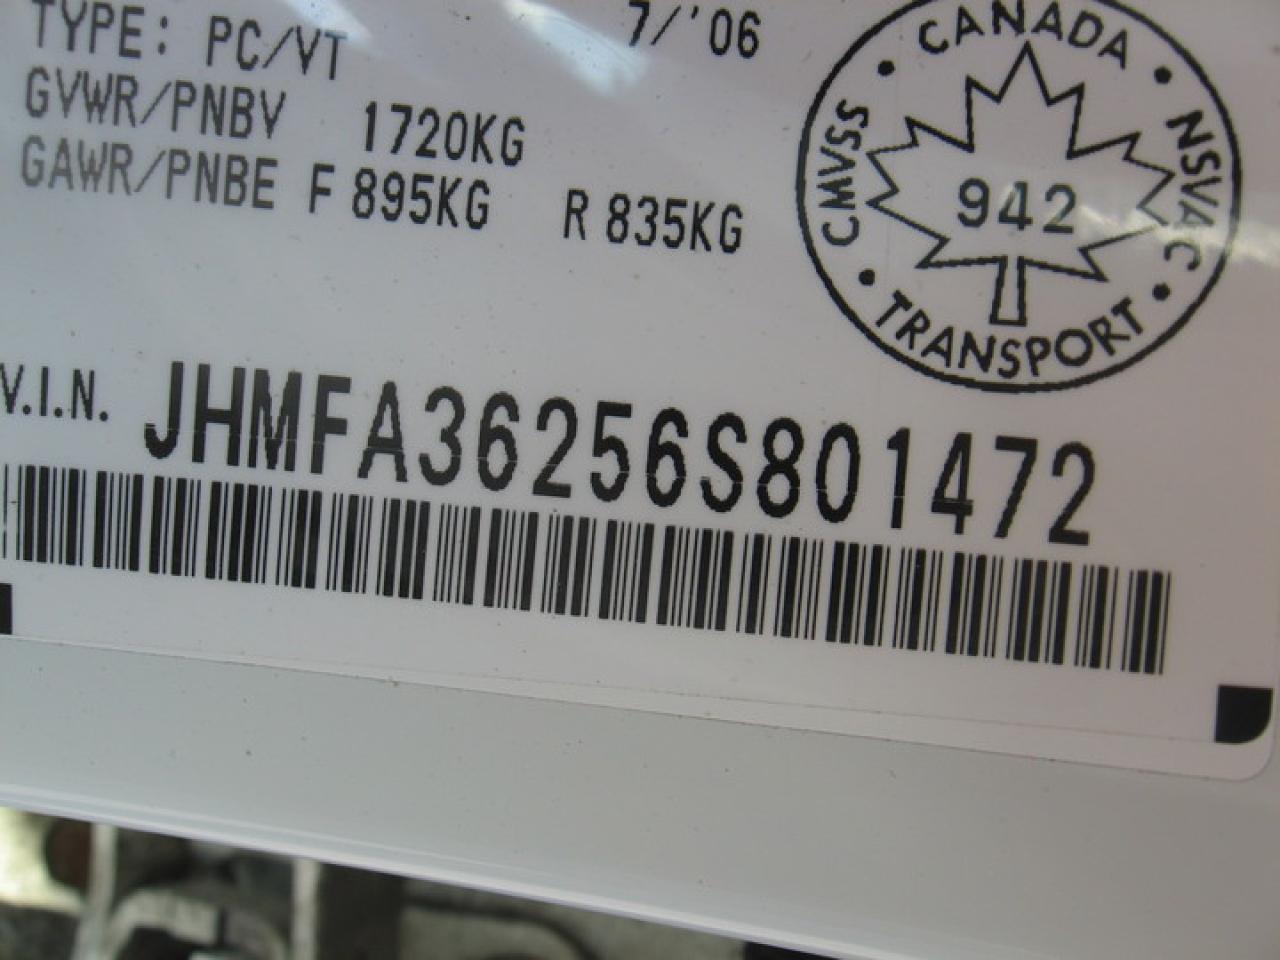 TYPE: PC/VT
7/'06
GVWR/PNBV 1720KG
GAWR/PNBE F 895KG R 835KG
CANADA
CMVSS
NSVAC
942
TRANSPORT
V.I.N. JHMFA36256S801472